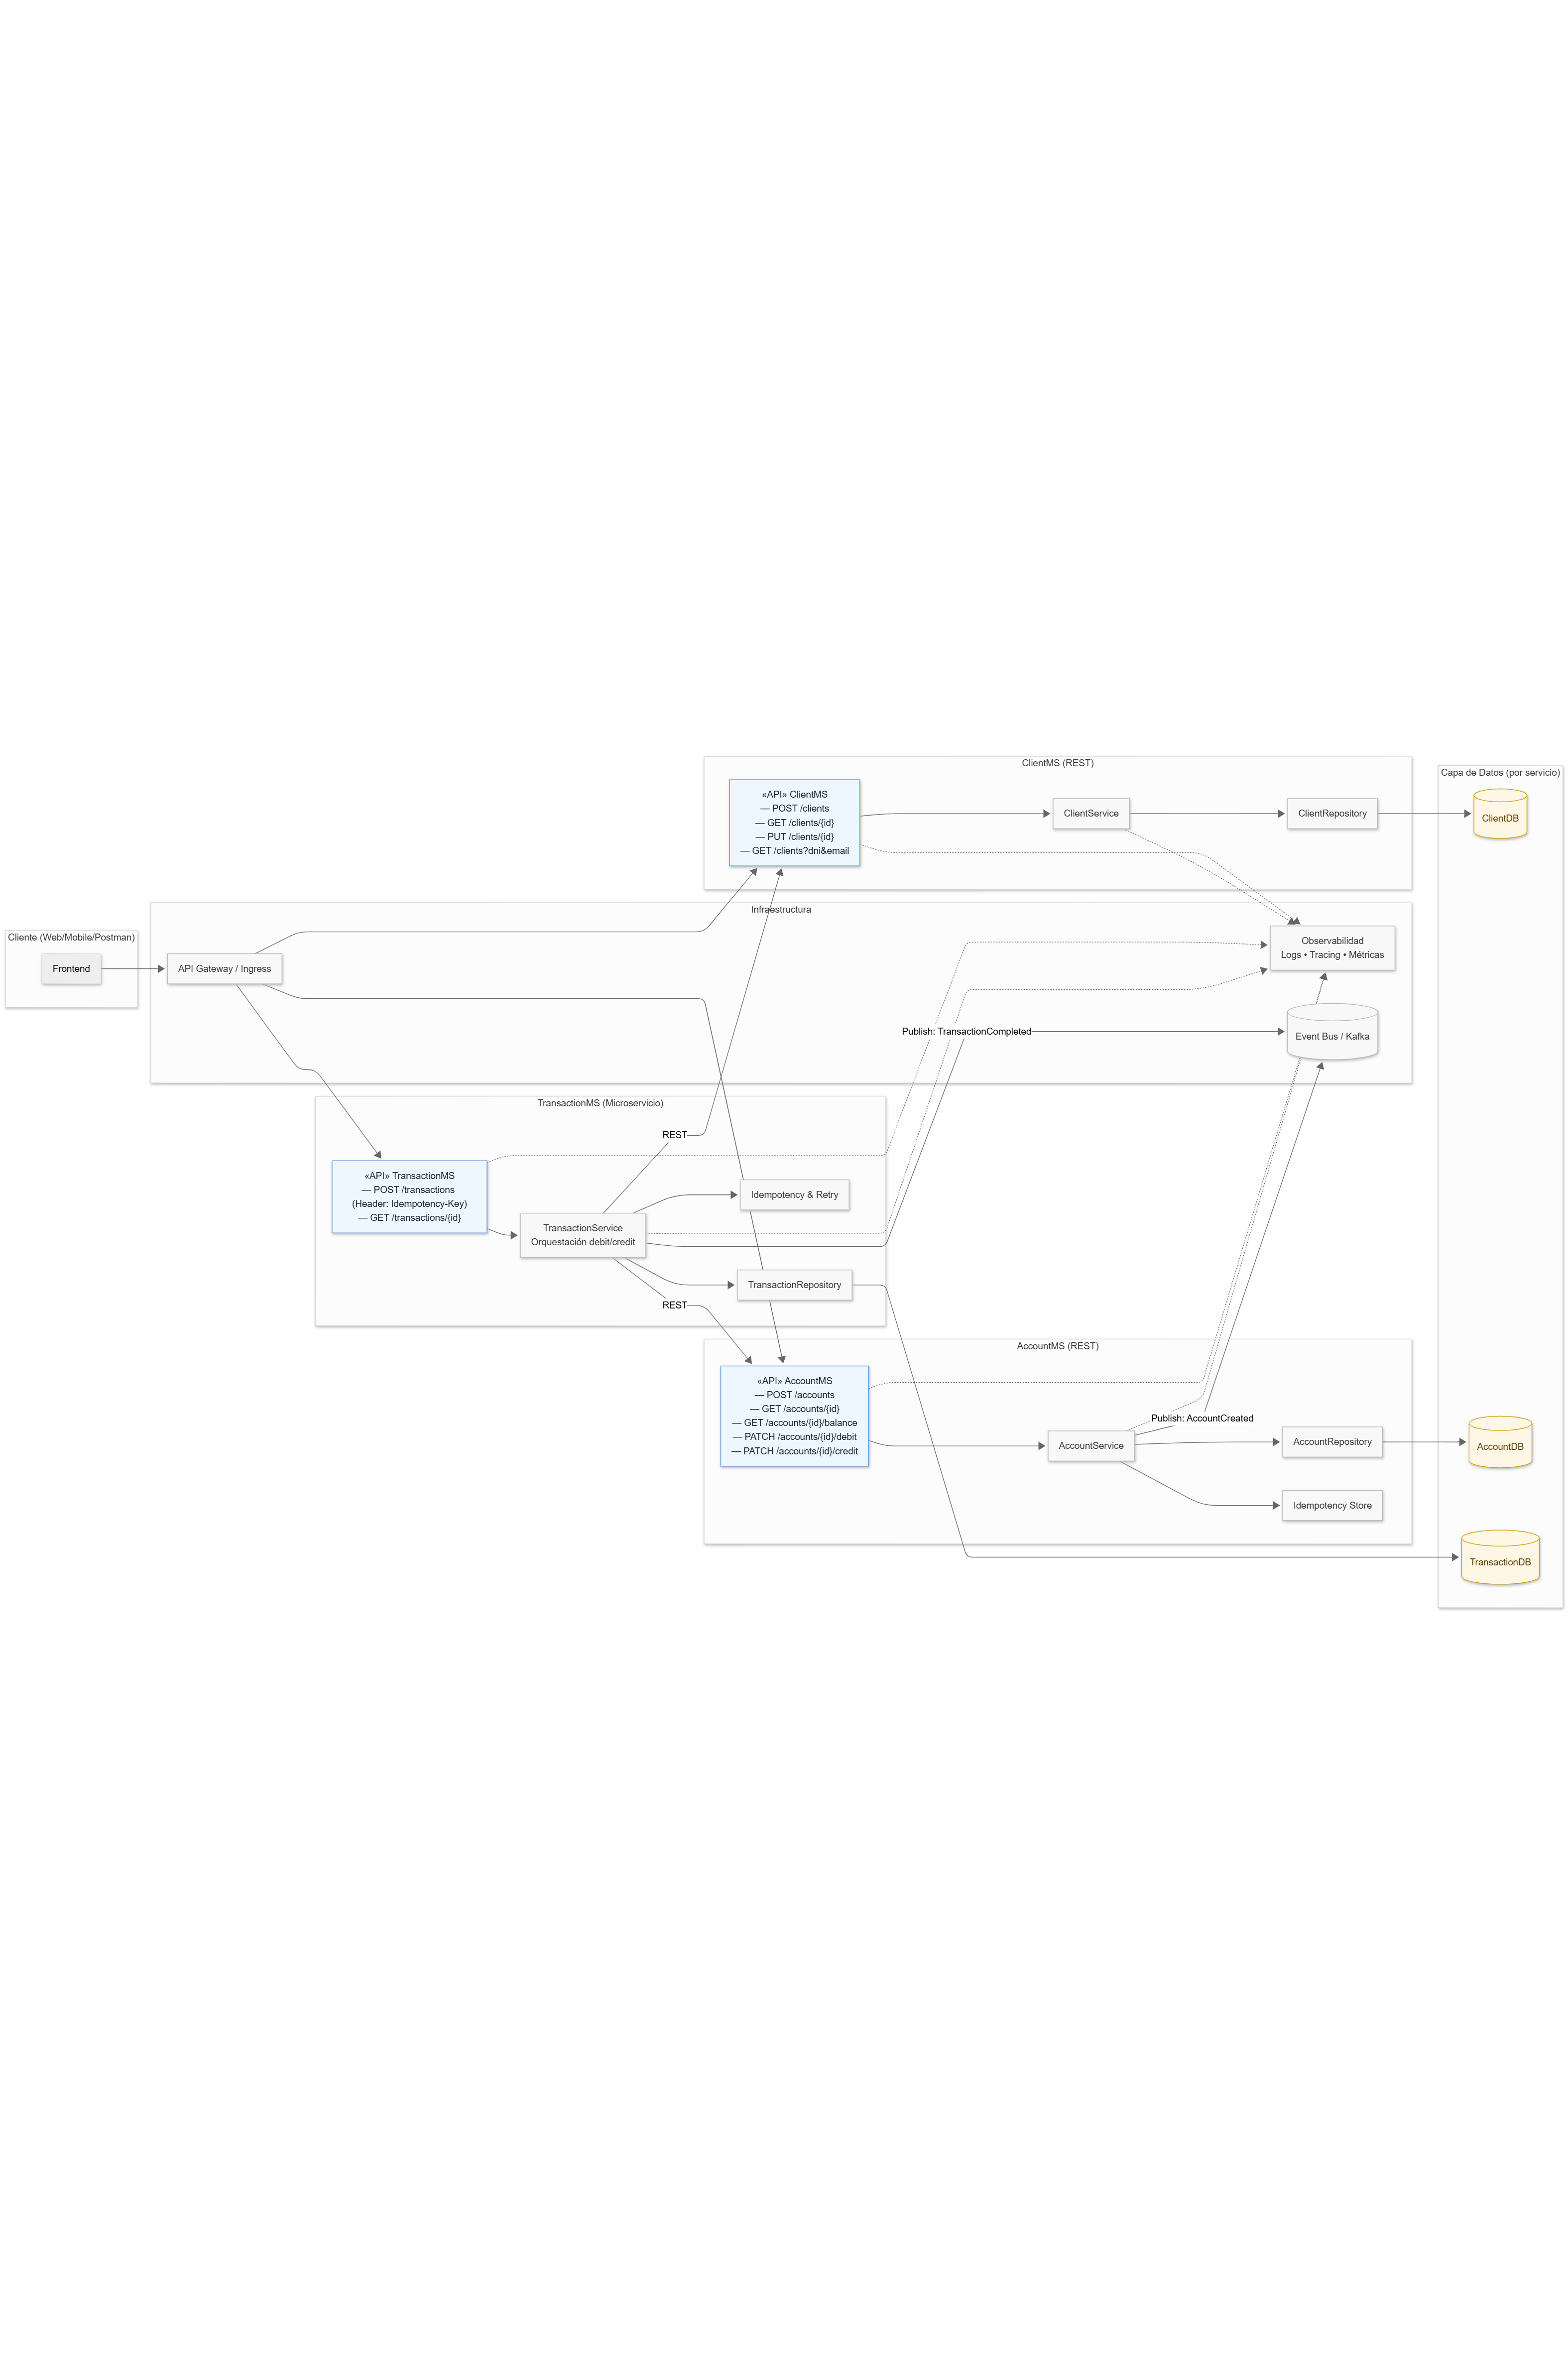 ClientMS (REST)
«API» ClientMS
— POST /clients
— GET /clients/{id}
— PUT /clients/{id}
— GET /clients?dni&email
ClientService
ClientRepository
Capa de Datos (por servicio)
ClientDB
Infraestructura
Cliente (Web/Mobile/Postman)
Frontend
API Gateway / Ingress
Observabilidad
Logs • Tracing • Métricas
Publish: TransactionCompleted
Event Bus / Kafka
TransactionMS (Microservicio)
REST
«API» TransactionMS
— POST /transactions
(Header: Idempotency-Key)
— GET /transactions/{id}
Idempotency & Retry
TransactionService
Orquestación debit/credit
TransactionRepository
REST
AccountMS (REST)
«API» AccountMS
— POST /accounts
— GET /accounts/{id}
— GET /accounts/{id}/balance
— PATCH /accounts/{id}/debit
— PATCH /accounts/{id}/credit
Publish: AccountCreated
AccountService
AccountRepository
AccountDB
Idempotency Store
TransactionDB